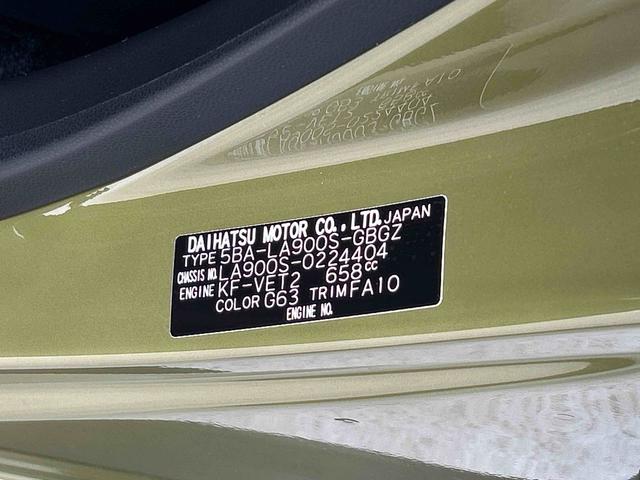 DAIHATSU MOTOR CO., LTD. JAPAN
TYPE 5BA-LA900S-GBGZ
CHASSIS NO. LA900S-0224404
ENGINE KF-VET2 658cc
COLOR G63 TRIM FA10
ENGINE NO.